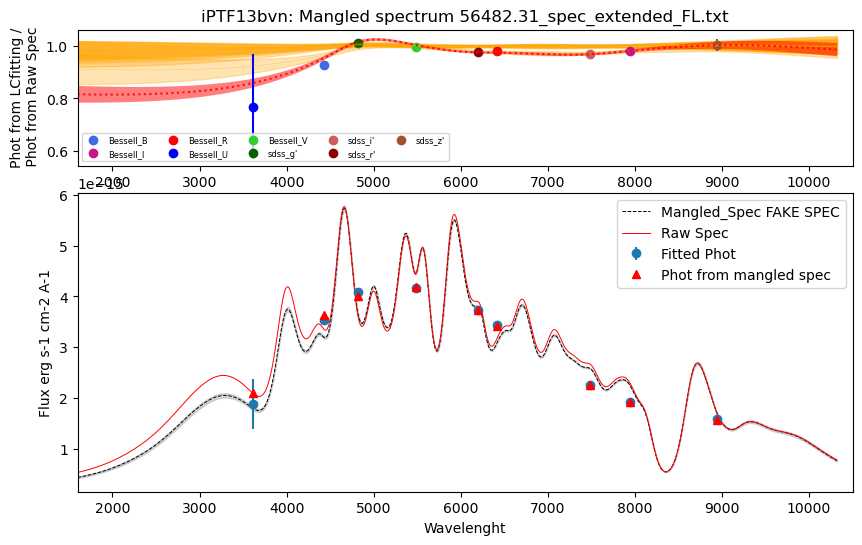 iPTF13bvn: Mangled spectrum 56482.31_spec_extended_FL.txt
Phot from LCfitting /
Phot from Raw Spec
1.0
0.8
0.6
Bessell_B
Bessell_I
Bessell_R
Bessell_U
Bessell_V
sdss_g'
sdss_i'
sdss_r'
sdss_z'
2000 3000 4000 5000 6000 7000 8000 9000 10000
1e−15
6
5
4
3
2
1
Flux erg s-1 cm-2 A-1
Mangled_Spec FAKE SPEC
Raw Spec
Fitted Phot
Phot from mangled spec
2000 3000 4000 5000 6000 7000 8000 9000 10000
Wavelenght